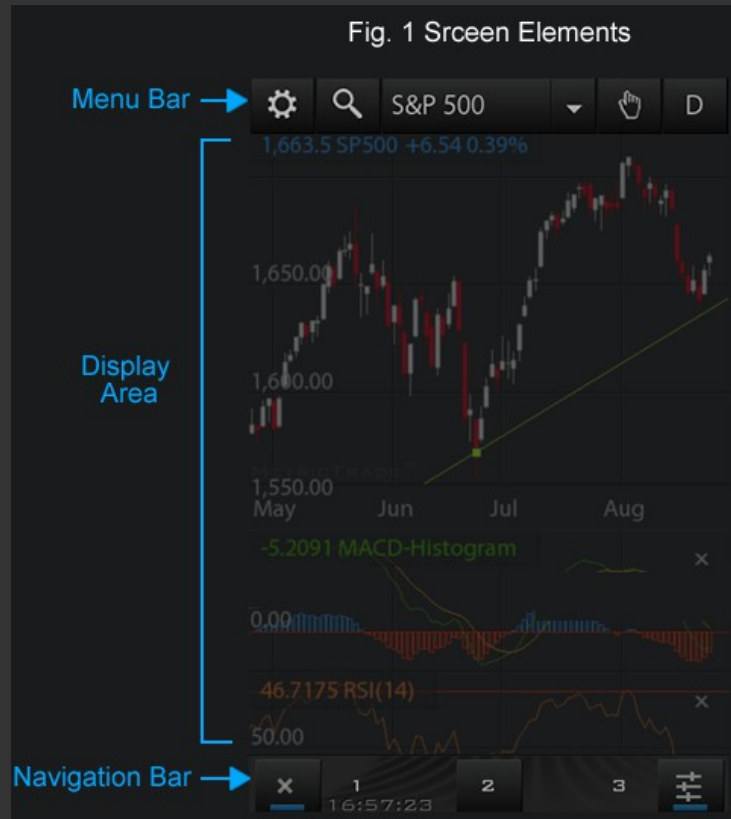 Fig. 1 Srceen Elements
Menu Bar
S&P 500
D
1,663.5 SP500 +6.54 0.39%
1,650.00
Display
Area
1,600.00
METRICTRADE
1,550.00
May Jun Jul Aug
-5.2091 MACD-Histogram
0.00
46.7175 RSI(14)
50.00
Navigation Bar
1 2 3
16:57:23